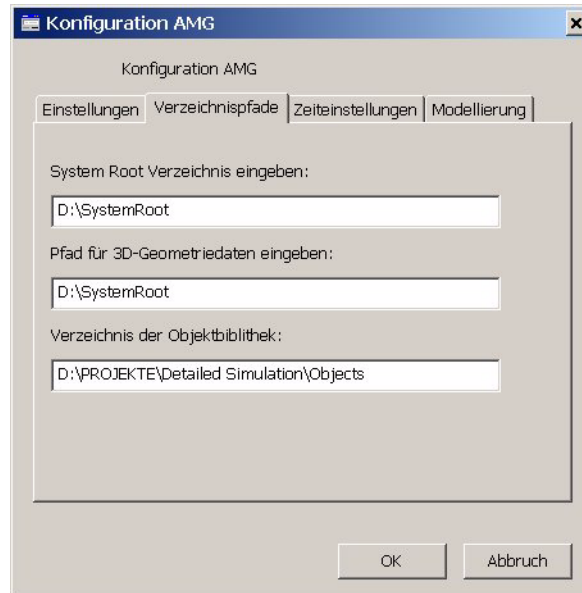 Konfiguration AMG
Konfiguration AMG
Einstellungen Verzeichnispfade Zeiteinstellungen Modellierung
System Root Verzeichnis eingeben:
D:\SystemRoot
Pfad für 3D-Geometriedaten eingeben:
D:\SystemRoot
Verzeichnis der Objektbiblithek:
D:\PROJEKTE\Detailed Simulation\Objects
OK Abbruch